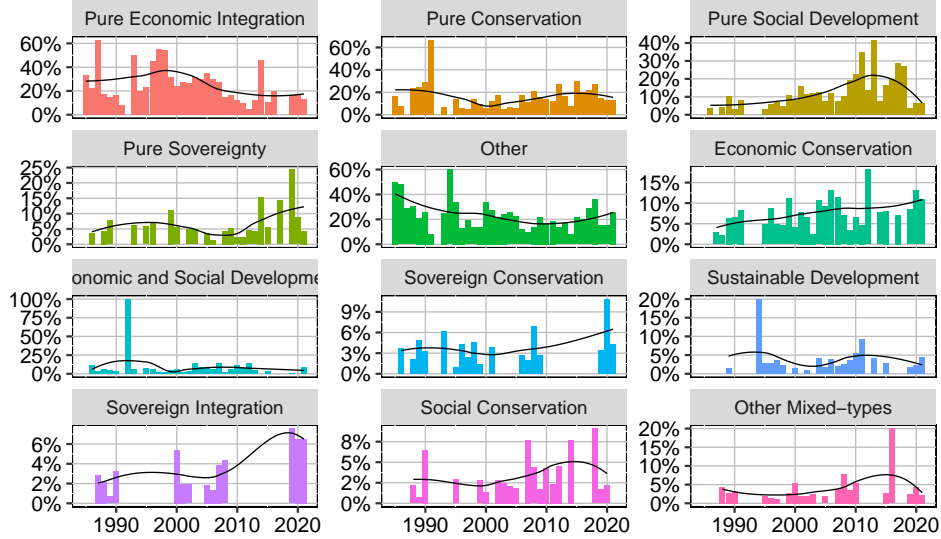 Pure Economic Integration Pure Conservation Pure Social Development
60% 60% 40%
40% 40% 30%
20% 20% 20%
0% 0% 10%
0%
Pure Sovereignty Other Economic Conservation
25% 60% 15%
20% 40% 10%
15% 20% 5%
10% 0% 0%
5%
0%
onomic and Social Developme Sovereign Conservation Sustainable Development
100% 9% 20%
75% 6% 15%
50% 3% 10%
25% 0% 5%
0% 0%
Sovereign Integration Social Conservation Other Mixed−types
6% 8% 20%
4% 5% 15%
2% 2% 10%
0% 0% 5%
0%
1990 2000 2010 2020 1990 2000 2010 2020 1990 2000 2010 2020